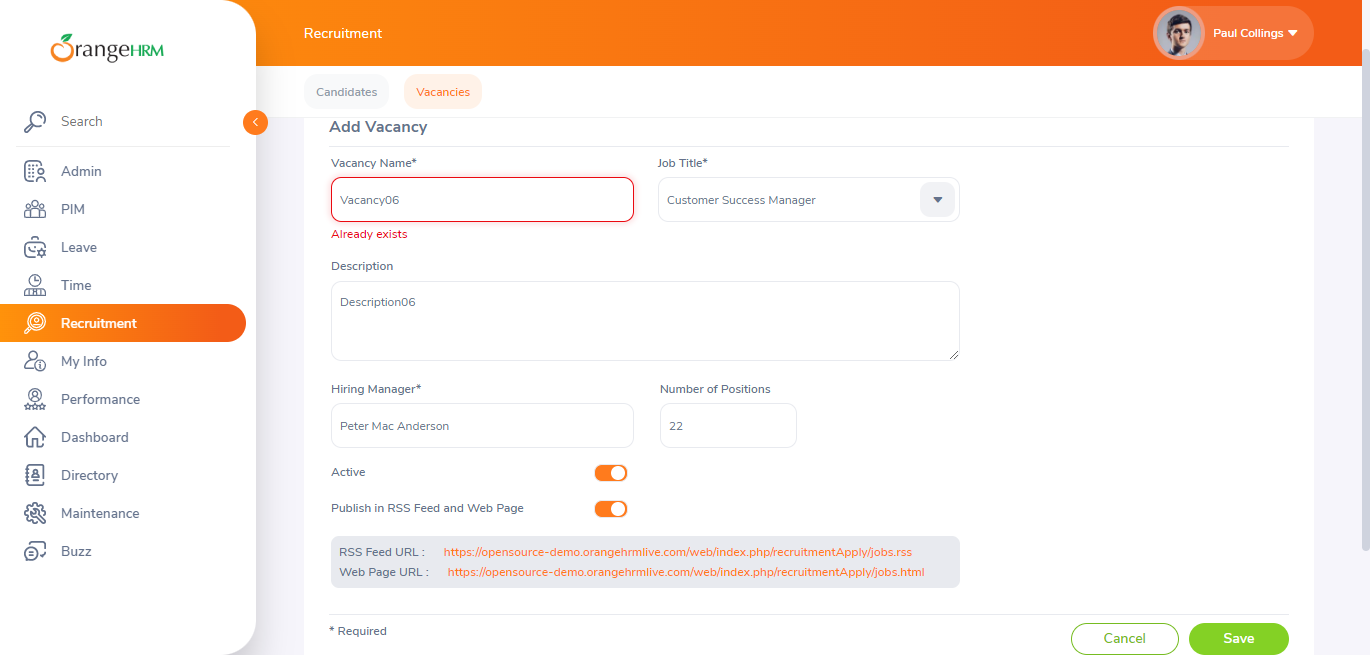 OrangeHRM
Recruitment
Paul Collings
Candidates
Vacancies
Search
Admin
PIM
Leave
Time
Recruitment
My Info
Performance
Dashboard
Directory
Maintenance
Buzz
Add Vacancy
Vacancy Name* Job Title*
Vacancy06 Customer Success Manager
Already exists
Description
Description06
Hiring Manager* Number of Positions
Peter Mac Anderson 22
Active
Publish in RSS Feed and Web Page
RSS Feed URL : https://opensource-demo.orangehrmlive.com/web/index.php/recruitmentApply/jobs.rss
Web Page URL : https://opensource-demo.orangehrmlive.com/web/index.php/recruitmentApply/jobs.html
* Required
Cancel Save